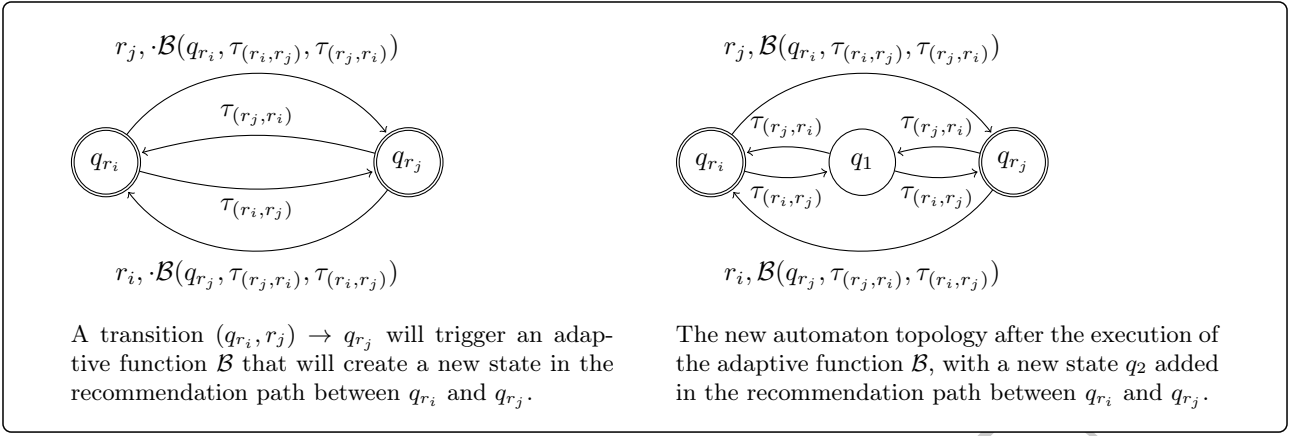 r_j, ·ℬ(q_{r_i}, τ_{(r_i,r_j)}, τ_{(r_j,r_i)})
τ_{(r_j,r_i)}
q_{r_i}
q_{r_j}
τ_{(r_i,r_j)}
r_i, ·ℬ(q_{r_j}, τ_{(r_j,r_i)}, τ_{(r_i,r_j)})
A transition (q_{r_i}, r_j) → q_{r_j} will trigger an adap-
tive function ℬ that will create a new state in the
recommendation path between q_{r_i} and q_{r_j}.
r_j, ℬ(q_{r_i}, τ_{(r_i,r_j)}, τ_{(r_j,r_i)})
τ_{(r_j,r_i)}
τ_{(r_j,r_i)}
q_{r_i}
q_1
q_{r_j}
τ_{(r_i,r_j)}
τ_{(r_i,r_j)}
r_i, ℬ(q_{r_j}, τ_{(r_j,r_i)}, τ_{(r_i,r_j)})
The new automaton topology after the execution of
the adaptive function ℬ, with a new state q_2 added
in the recommendation path between q_{r_i} and q_{r_j}.